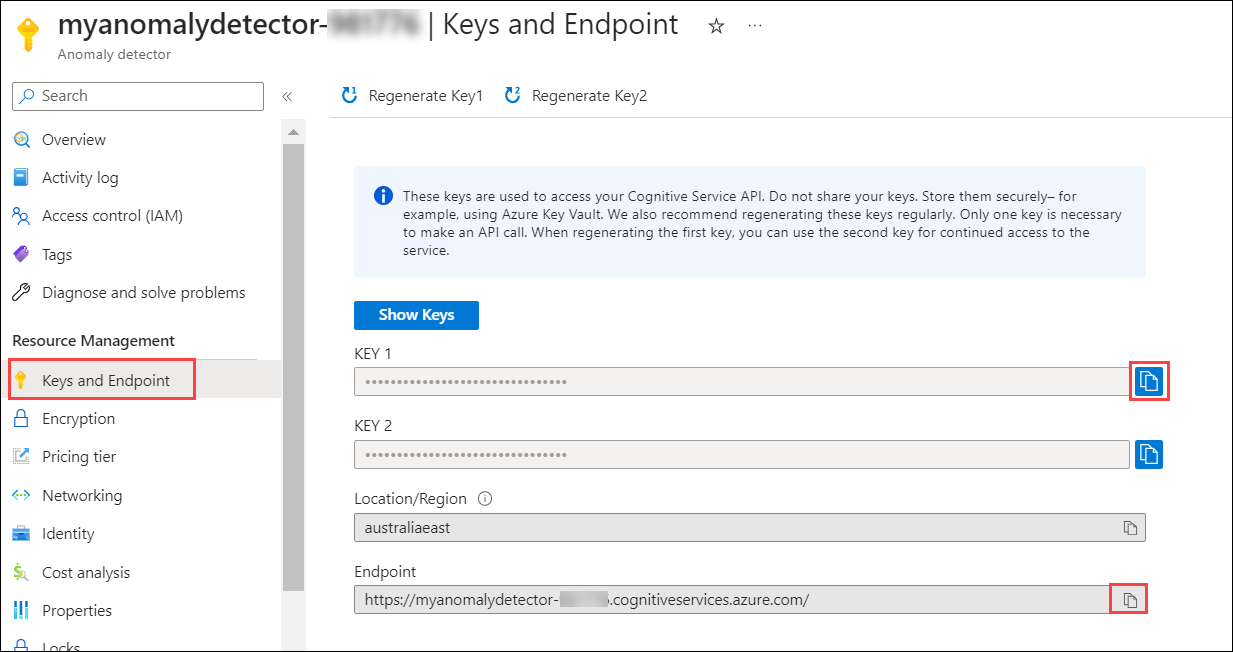 myanomalydetector- | Keys and Endpoint
Anomaly detector
Search
Regenerate Key1
Regenerate Key2
Overview
Activity log
Access control (IAM)
Tags
Diagnose and solve problems
Resource Management
Keys and Endpoint
Encryption
Pricing tier
Networking
Identity
Cost analysis
Properties
Locks
These keys are used to access your Cognitive Service API. Do not share your keys. Store them securely– for
example, using Azure Key Vault. We also recommend regenerating these keys regularly. Only one key is necessary
to make an API call. When regenerating the first key, you can use the second key for continued access to the
service.
Show Keys
KEY 1
KEY 2
Location/Region
australiaeast
Endpoint
https://myanomalydetector- .cognitiveservices.azure.com/